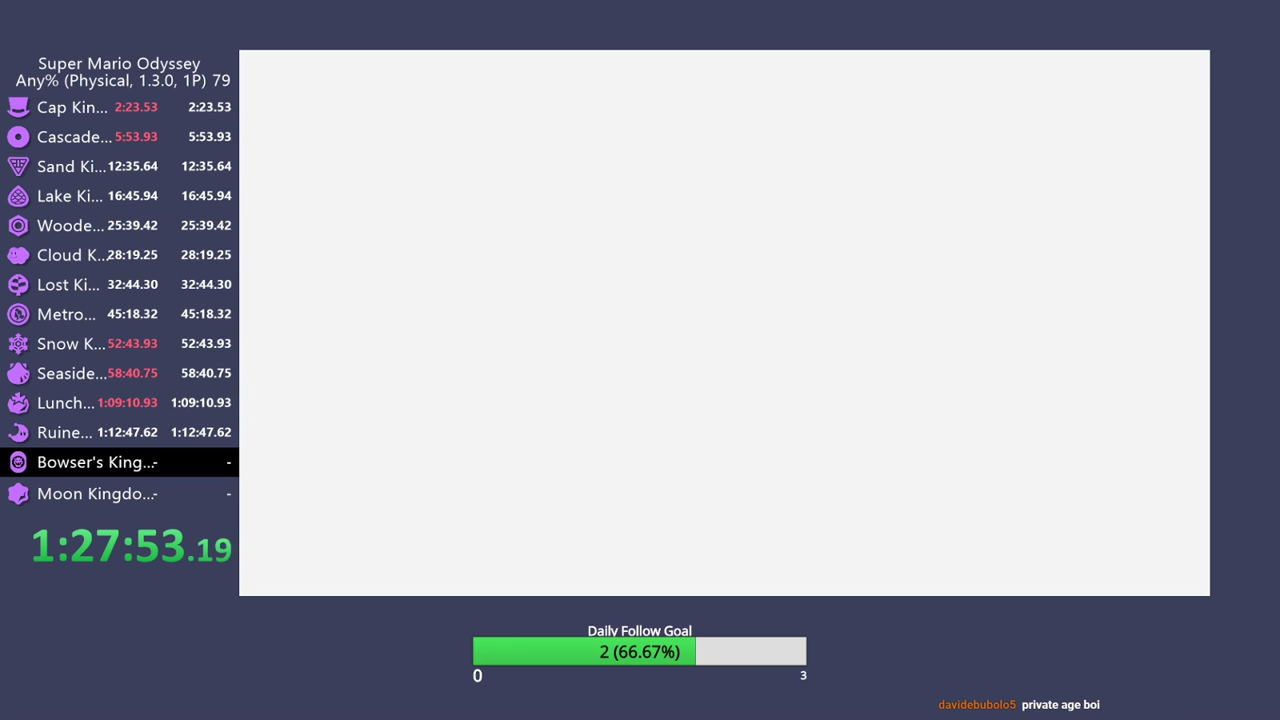 Super Mario Odyssey
Any% (Physical, 1.3.0, 1P) 79
Cap Kin... 2:23.53 2:23.53
Cascade... 5:53.93 5:53.93
Sand Ki... 12:35.64 12:35.64
Lake Ki... 16:45.94 16:45.94
Woode... 25:39.42 25:39.42
Cloud K... 28:19.25 28:19.25
Lost Ki... 32:44.30 32:44.30
Metro... 45:18.32 45:18.32
Snow K... 52:43.93 52:43.93
Seaside... 58:40.75 58:40.75
Lunch... 1:09:10.93 1:09:10.93
Ruine... 1:12:47.62 1:12:47.62
Bowser's King... - -
Moon Kingdo... - -
1:27:53.19
Daily Follow Goal
2 (66.67%)
0 3
davidebubolo5 private age boi